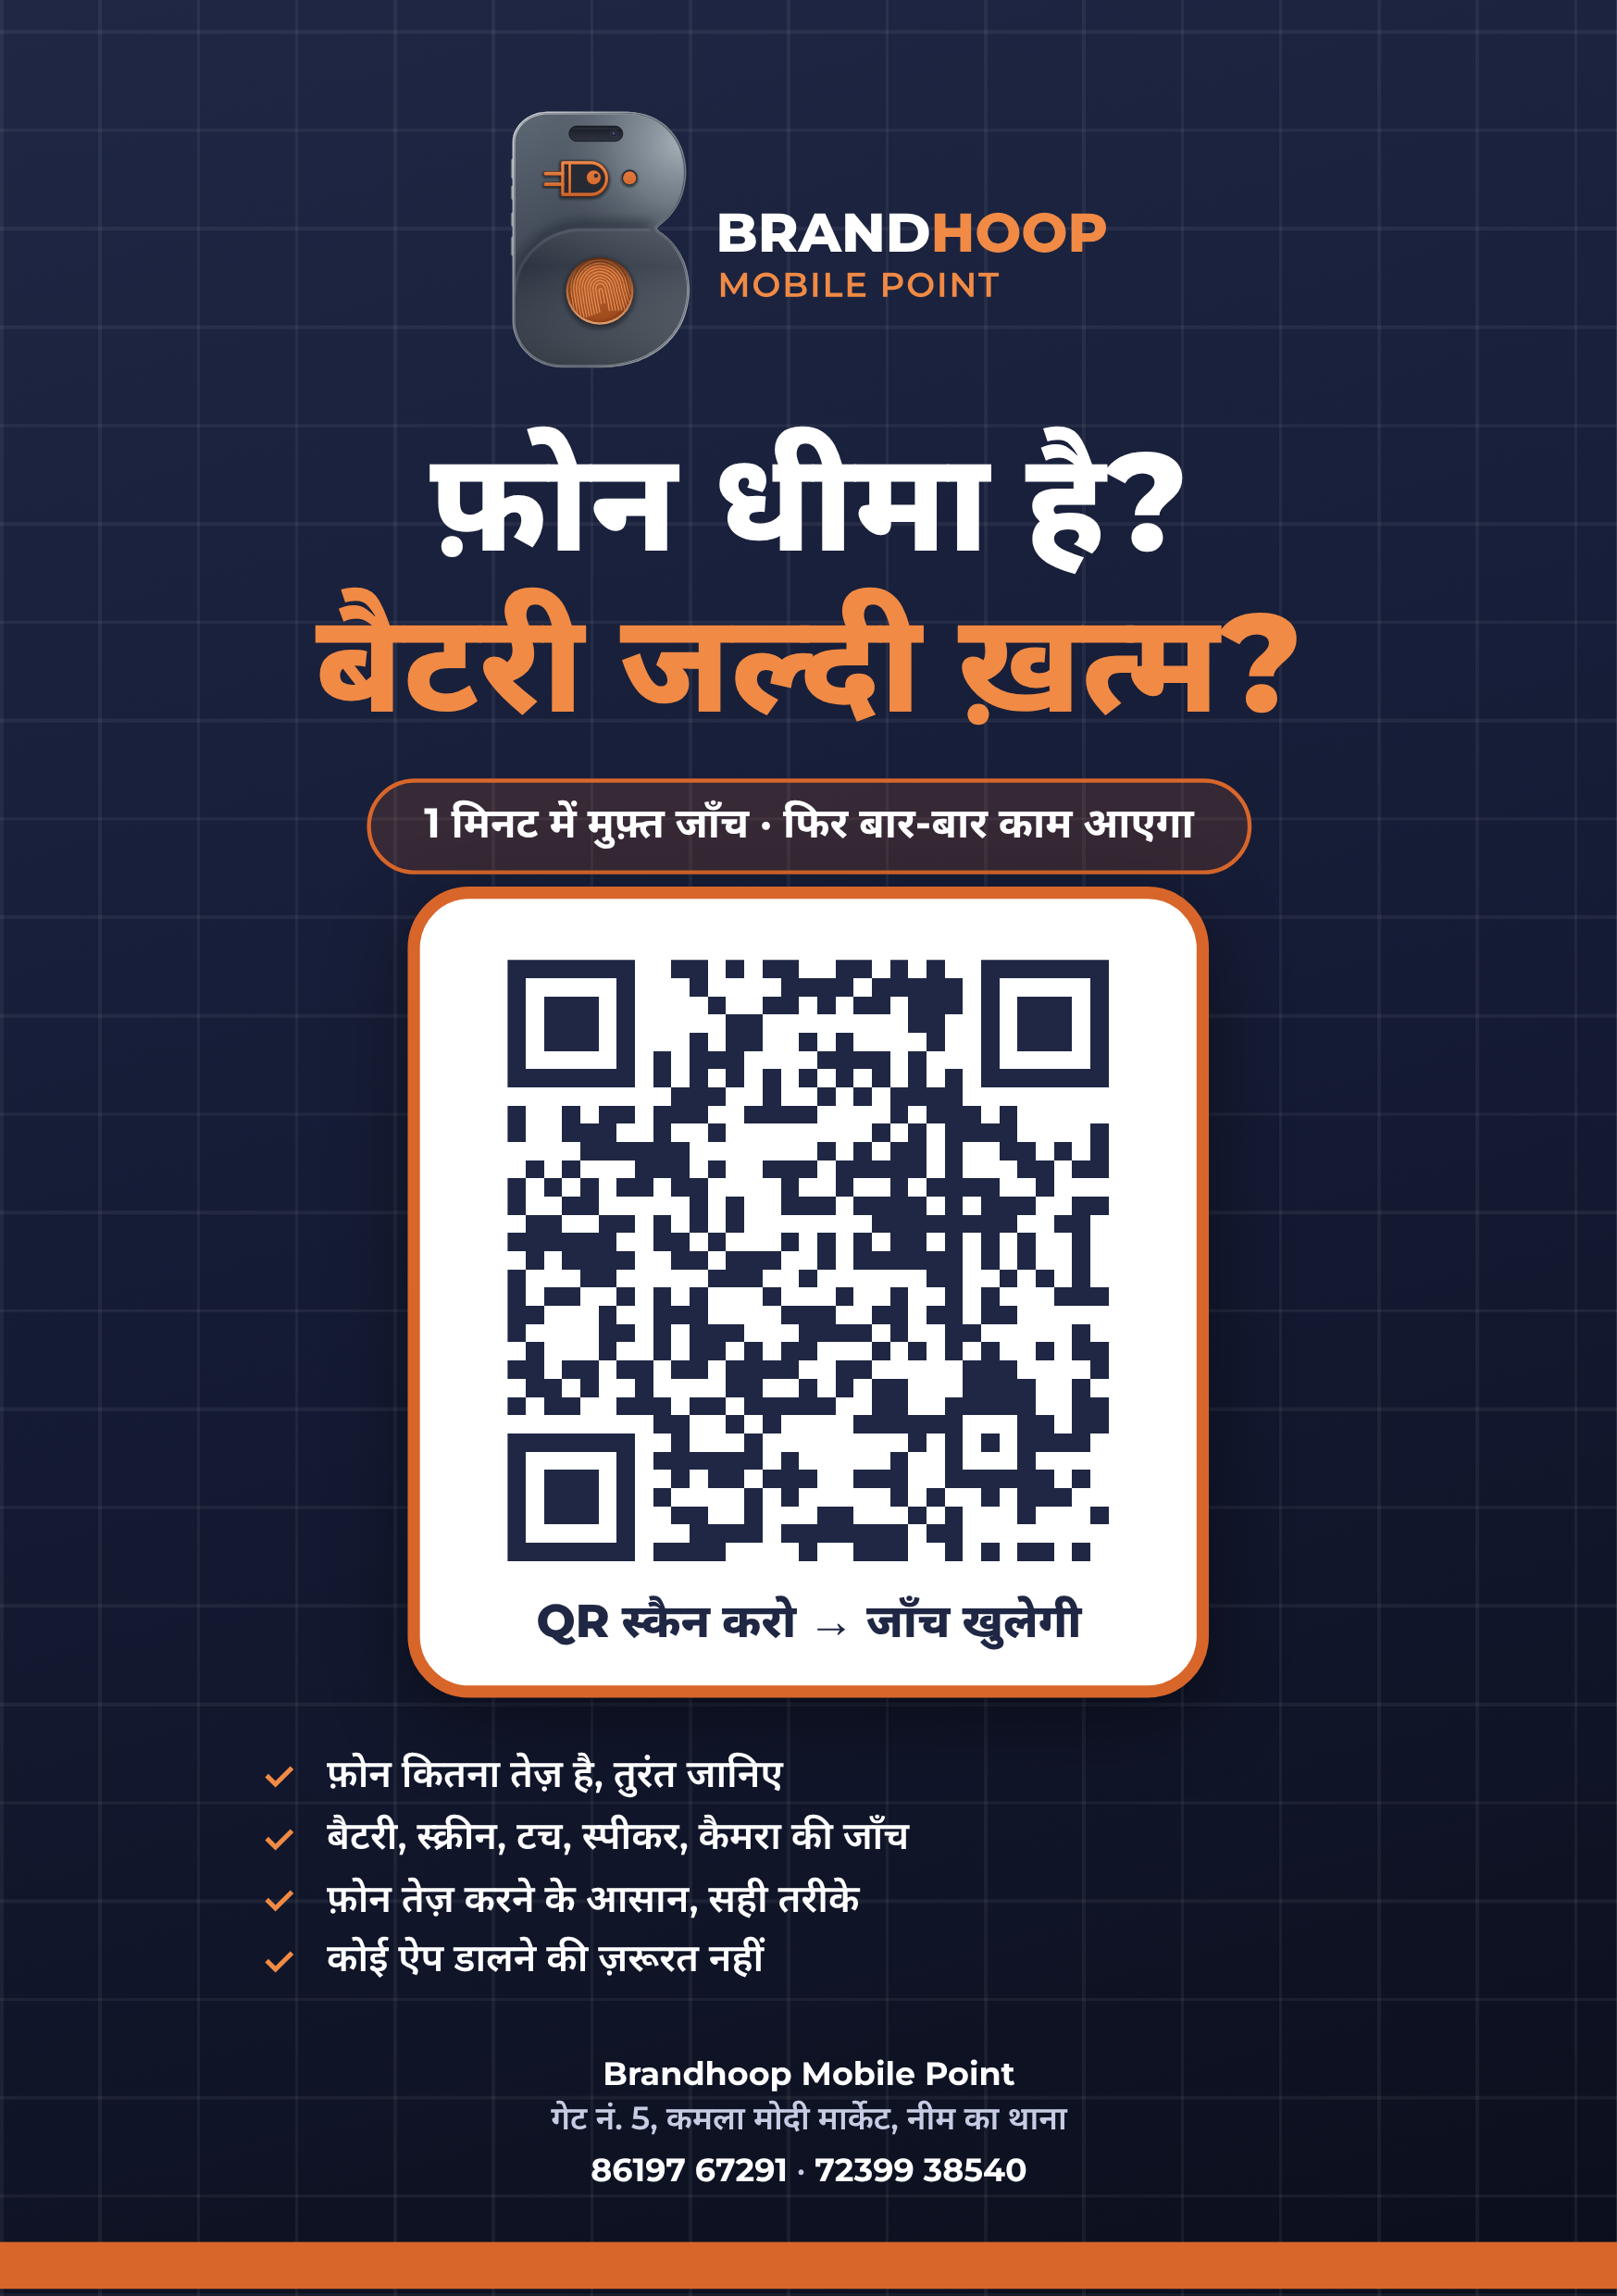 BRANDHOOP
MOBILE POINT
फ़ोन धीमा है?
बैटरी जल्दी ख़त्म?
1 मिनट में मुफ़्त जाँच · फिर बार-बार काम आएगा
QR स्कैन करो → जाँच खुलेगी
फ़ोन कितना तेज़ है, तुरंत जानिए
बैटरी, स्क्रीन, टच, स्पीकर, कैमरा की जाँच
फ़ोन तेज़ करने के आसान, सही तरीके
कोई ऐप डालने की ज़रूरत नहीं
Brandhoop Mobile Point
गेट नं. 5, कमला मोदी मार्केट, नीम का थाना
86197 67291 · 72399 38540